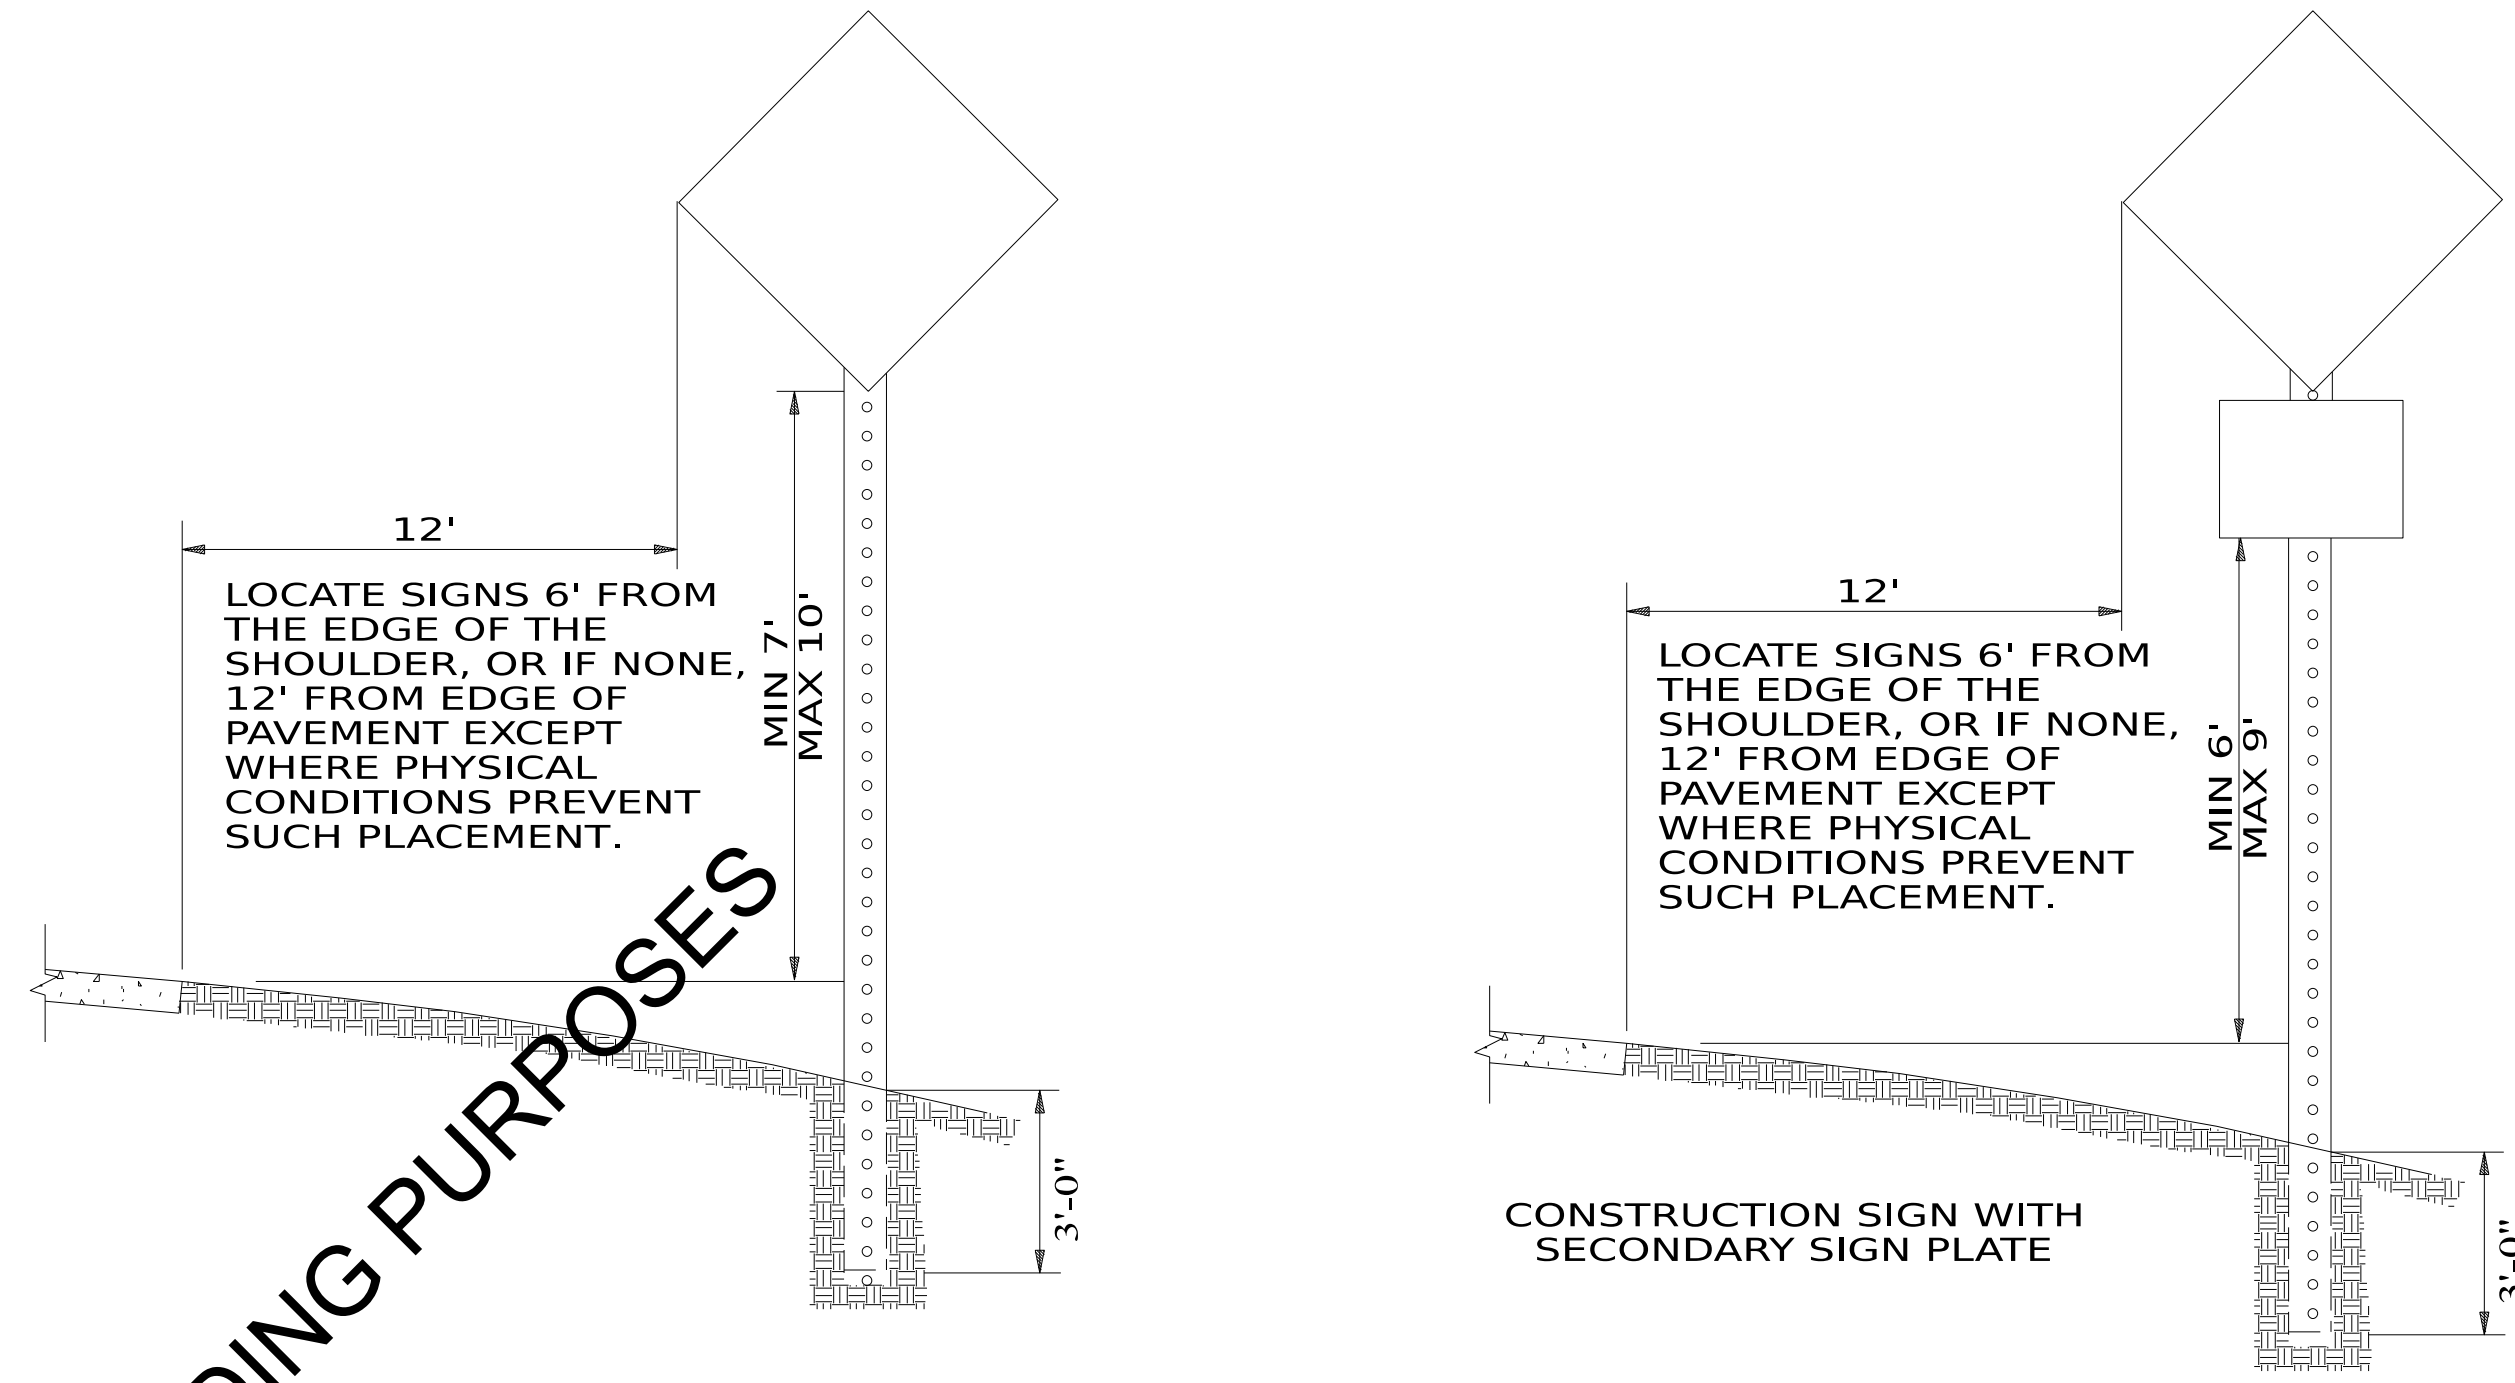 12'
LOCATE SIGNS 6' FROM
THE EDGE OF THE
SHOULDER, OR IF NONE,
12' FROM EDGE OF
PAVEMENT EXCEPT
WHERE PHYSICAL
CONDITIONS PREVENT
SUCH PLACEMENT.
MIN 7'
MAX 10'
3'-0"
PURPOSES
12'
LOCATE SIGNS 6' FROM
THE EDGE OF THE
SHOULDER, OR IF NONE,
12' FROM EDGE OF
PAVEMENT EXCEPT
WHERE PHYSICAL
CONDITIONS PREVENT
SUCH PLACEMENT.
MIN 6'
MAX 9'
3'-0"
CONSTRUCTION SIGN WITH
SECONDARY SIGN PLATE